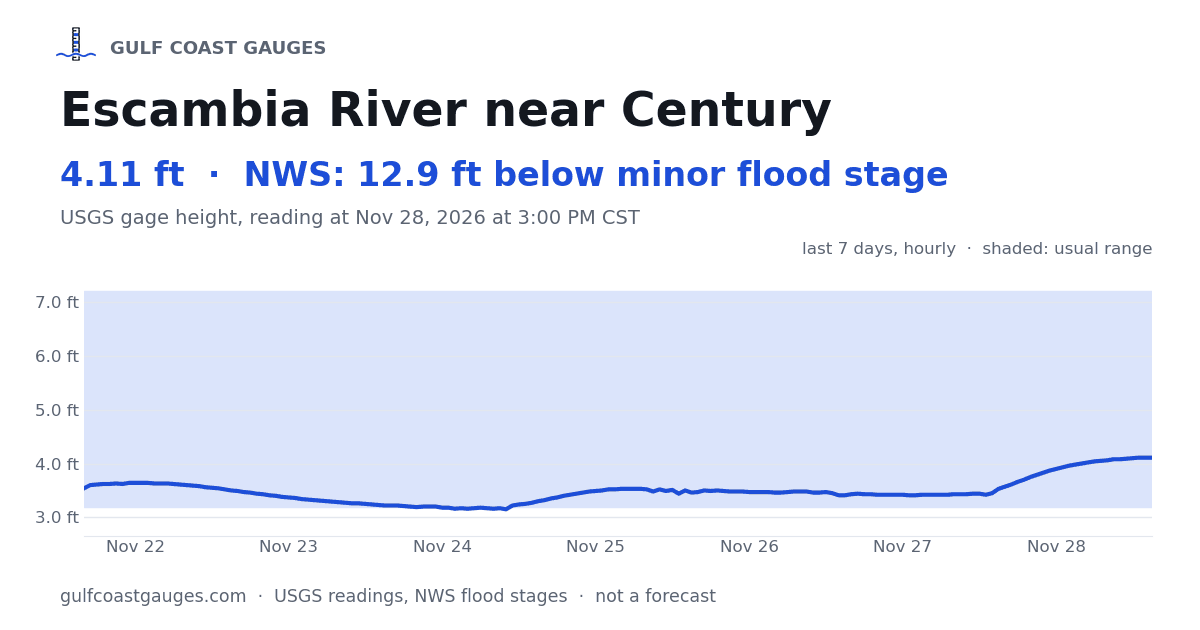 GULF COAST GAUGES
Escambia River near Century
4.11 ft · NWS: 12.9 ft below minor flood stage
USGS gage height, reading at Nov 28, 2026 at 3:00 PM CST
last 7 days, hourly · shaded: usual range
7.0 ft
6.0 ft
5.0 ft
4.0 ft
3.0 ft
Nov 22 Nov 23 Nov 24 Nov 25 Nov 26 Nov 27 Nov 28
gulfcoastgauges.com · USGS readings, NWS flood stages · not a forecast